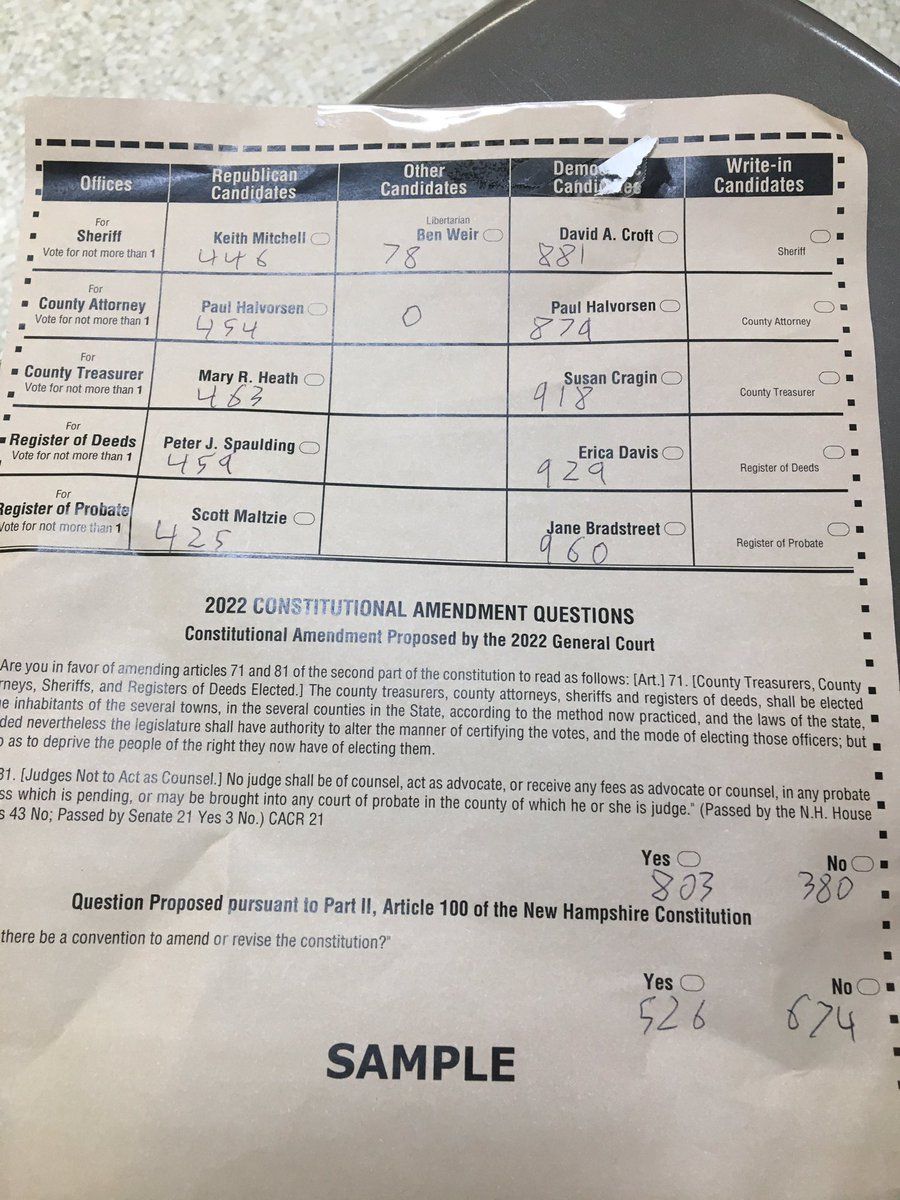 Offices
Republican
Candidates
Other
Candidates
Demo
Candi es
Write-in
Candidates
For
Sheriff
Vote for not more than 1
Keith Mitchell
446
Libertarian
Ben Weir
78
David A. Croft
881
Sheriff
For
County Attorney
Vote for not more than 1
Paul Halvorsen
454
0
Paul Halvorsen
879
County Attorney
For
County Treasurer
Vote for not more than 1
Mary R. Heath
463
Susan Cragin
918
County Treasurer
For
Register of Deeds
Vote for not more than 1
Peter J. Spaulding
459
Erica Davis
929
Register of Deeds
For
Register of Probate
Vote for not more than 1
Scott Maltzie
425
Jane Bradstreet
960
Register of Probate
2022 CONSTITUTIONAL AMENDMENT QUESTIONS
Constitutional Amendment Proposed by the 2022 General Court
Are you in favor of amending articles 71 and 81 of the second part of the constitution to read as follows: [Art.] 71. [County Treasurers, County
rneys, Sheriffs, and Registers of Deeds Elected.] The county treasurers, county attorneys, sheriffs and registers of deeds, shall be elected
e inhabitants of the several towns, in the several counties in the State, according to the method now practiced, and the laws of the state,
ded nevertheless the legislature shall have authority to alter the manner of certifying the votes, and the mode of electing those officers; but
o as to deprive the people of the right they now have of electing them.
81. [Judges Not to Act as Counsel.] No judge shall be of counsel, act as advocate, or receive any fees as advocate or counsel, in any probate
ss which is pending, or may be brought into any court of probate in the county of which he or she is judge." (Passed by the N.H. House
s 43 No; Passed by Senate 21 Yes 3 No.) CACR 21
Yes No
803 380
Question Proposed pursuant to Part II, Article 100 of the New Hampshire Constitution
there be a convention to amend or revise the constitution?"
Yes No
526 674
SAMPLE